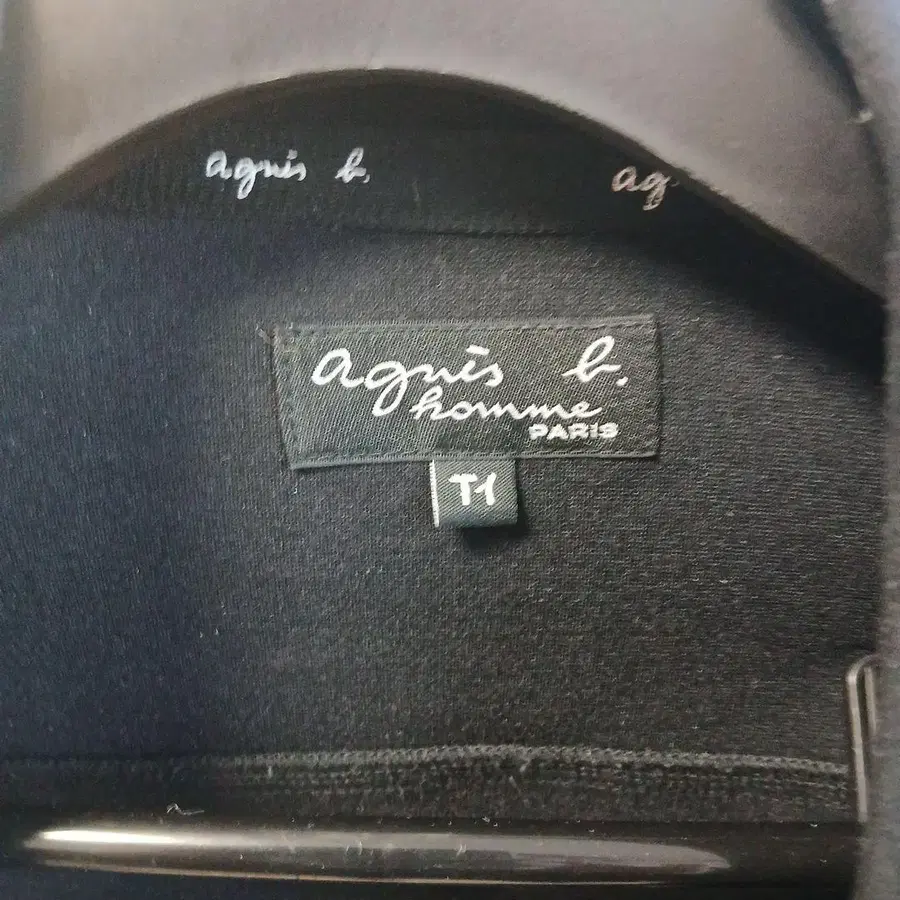 agnès b. ag
agnès b.
homme
PARIS
T1